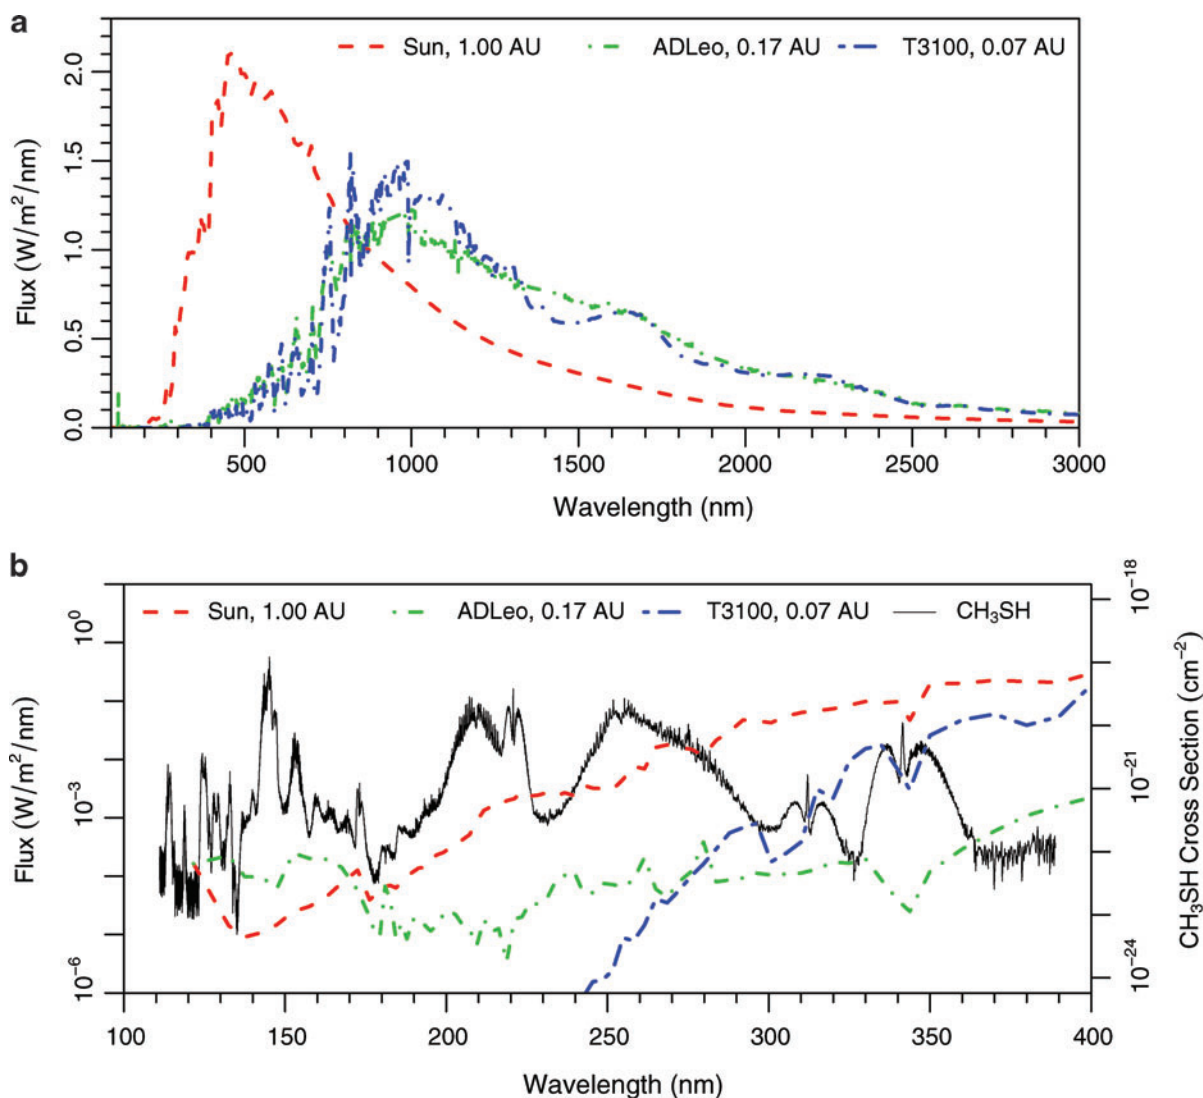 a
Sun, 1.00 AU ADLeo, 0.17 AU T3100, 0.07 AU
Flux (W/m²/nm)
2.0
1.5
1.0
0.5
0.0
500 1000 1500 2000 2500 3000
Wavelength (nm)
b
Sun, 1.00 AU ADLeo, 0.17 AU T3100, 0.07 AU CH₃SH
Flux (W/m²/nm)
10⁰
10⁻³
10⁻⁶
10⁻¹⁸
10⁻²¹
10⁻²⁴
CH₃SH Cross Section (cm⁻²)
100 150 200 250 300 350 400
Wavelength (nm)